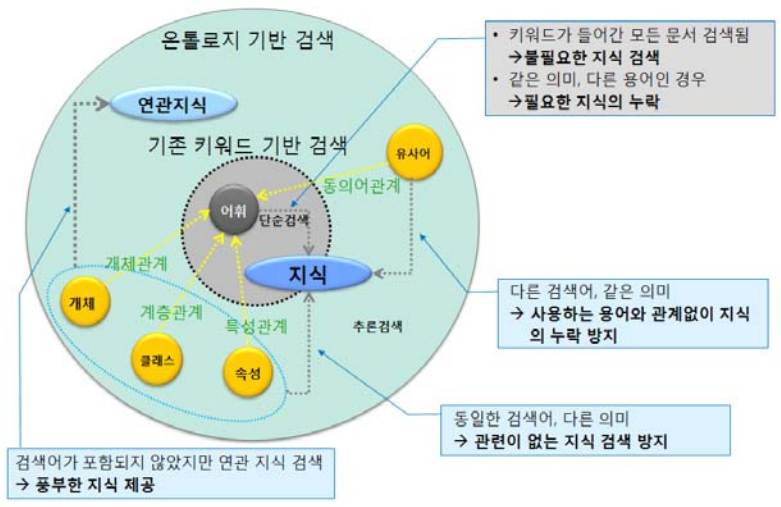 온톨로지 기반 검색
• 키워드가 들어간 모든 문서 검색됨
→불필요한 지식 검색
• 같은 의미, 다른 용어인 경우
→필요한 지식의 누락
연관지식
기존 키워드 기반 검색
유사어
동의어관계
어휘
단순검색
개체관계
지식
개체
계층관계
특성관계
추론검색
클래스
속성
다른 검색어, 같은 의미
→ 사용하는 용어와 관계없이 지식
의 누락 방지
동일한 검색어, 다른 의미
→ 관련이 없는 지식 검색 방지
검색어가 포함되지 않았지만 연관 지식 검색
→ 풍부한 지식 제공